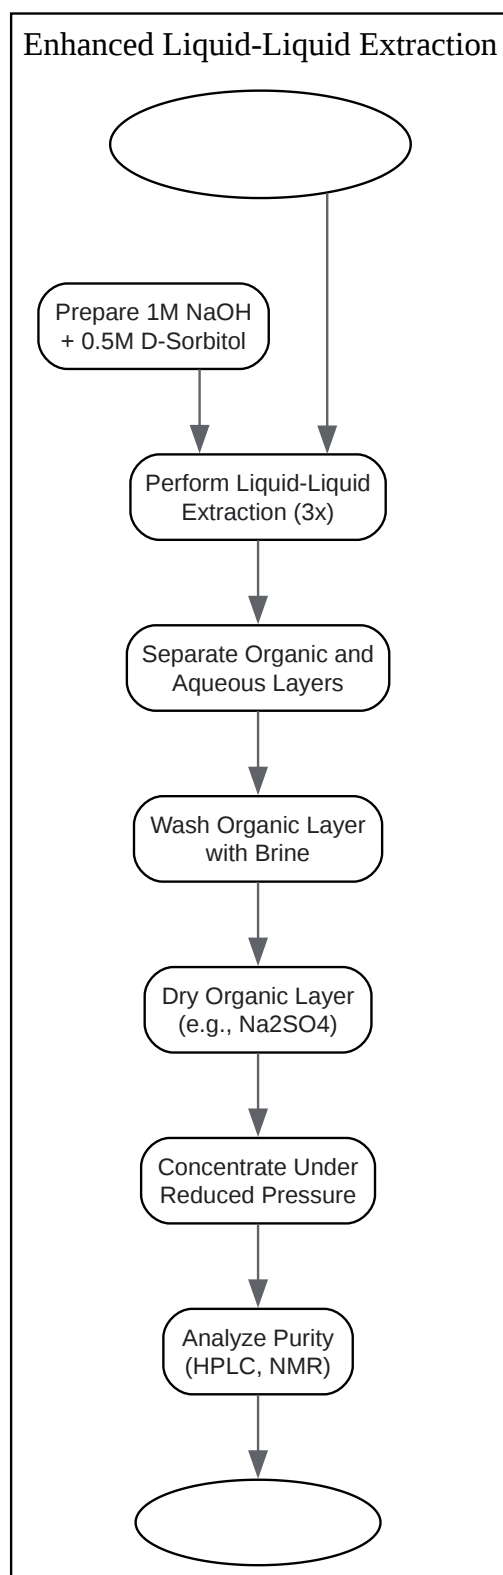 Enhanced Liquid-Liquid Extraction
Prepare 1M NaOH
+ 0.5M D-Sorbitol
Perform Liquid-Liquid
Extraction (3x)
Separate Organic and
Aqueous Layers
Wash Organic Layer
with Brine
Dry Organic Layer
(e.g., Na2SO4)
Concentrate Under
Reduced Pressure
Analyze Purity
(HPLC, NMR)